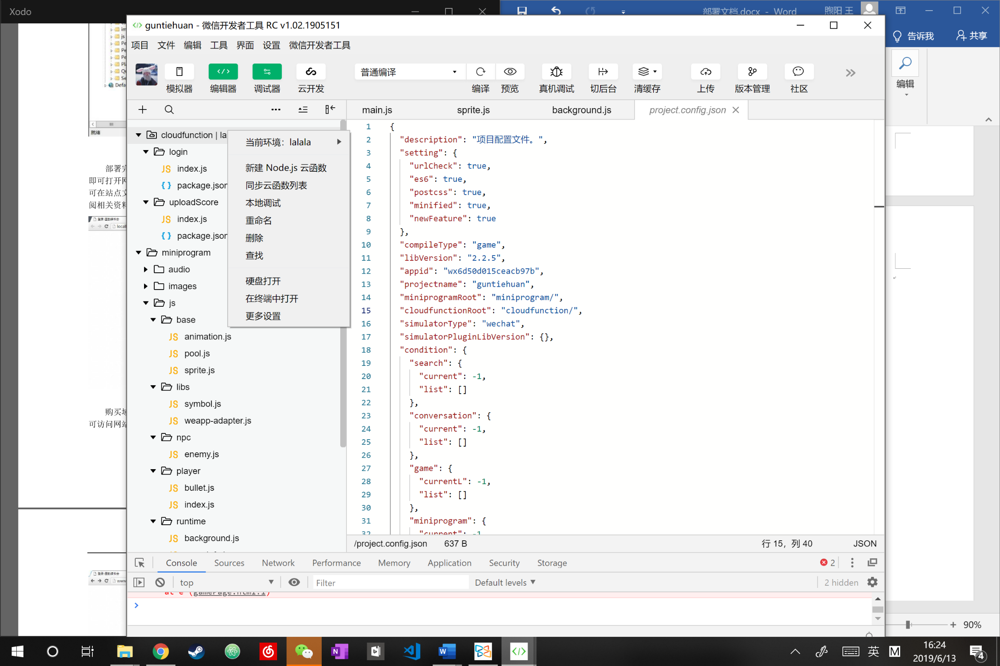 Xodo
部署文档.docx - Word
煦阳 王
告诉我
共享
编辑
guntiehuan - 微信开发者工具 RC v1.02.1905151
项目 文件 编辑 工具 界面 设置 微信开发者工具
普通编译
模拟器 编辑器 调试器 云开发 编译 预览 真机调试 切后台 清缓存 上传 版本管理 社区
main.js sprite.js background.js project.config.json
cloudfunction | la
login
index.js
package.json
uploadScore
index.js
package.json
miniprogram
audio
images
js
base
animation.js
pool.js
sprite.js
libs
symbol.js
weapp-adapter.js
npc
enemy.js
player
bullet.js
index.js
runtime
background.js
当前环境：lalala
新建 Node.js 云函数
同步云函数列表
本地调试
重命名
删除
查找
硬盘打开
在终端中打开
更多设置
1 {
2 "description": "项目配置文件。",
3 "setting": {
4 "urlCheck": true,
5 "es6": true,
6 "postcss": true,
7 "minified": true,
8 "newFeature": true
9 },
10 "compileType": "game",
11 "libVersion": "2.2.5",
12 "appid": "wx6d50d015ceacb97b",
13 "projectname": "guntiehuan",
14 "miniprogramRoot": "miniprogram/",
15 "cloudfunctionRoot": "cloudfunction/",
16 "simulatorType": "wechat",
17 "simulatorPluginLibVersion": {},
18 "condition": {
19 "search": {
20 "current": -1,
21 "list": []
22 },
23 "conversation": {
24 "current": -1,
25 "list": []
26 },
27 "game": {
28 "currentL": -1,
29 "list": []
30 },
31 "miniprogram": {
32 "current": -1
/project.config.json 637 B 行 15，列 40 JSON
Console Sources Network Performance Memory Application Security Storage 2
top Filter Default levels 2 hidden
at e (gamePage.html:1)
>
就绪
部署完
即可打开网
可在站点文
阅相关资料
购买域
可访问网站
90%
英
16:24
2019/6/13
4